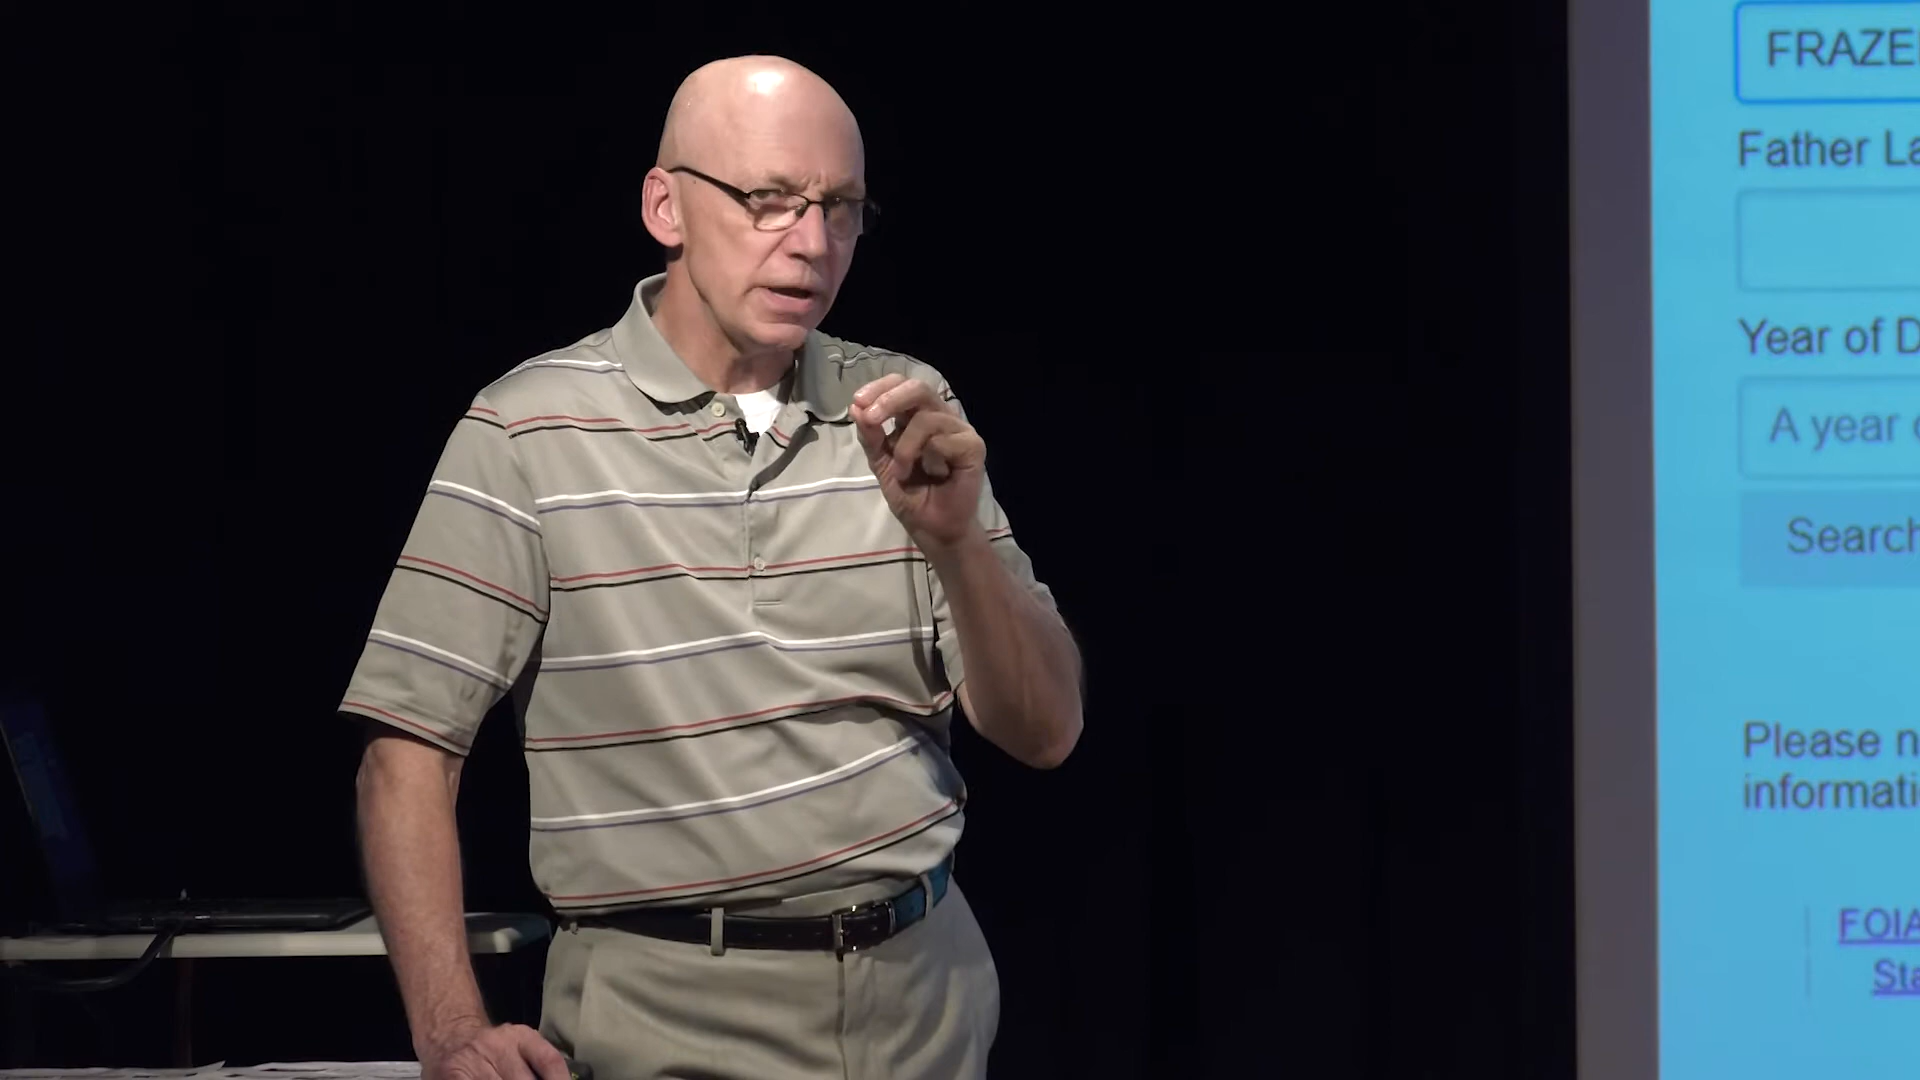 FRAZE
Father La
Year of D
A year
Search
Please n
informati
FOIA
Sta